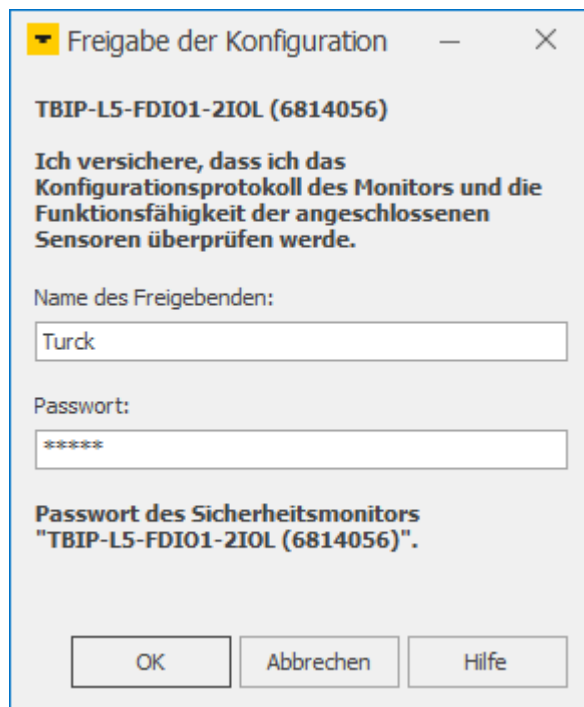 Freigabe der Konfiguration
TBIP-L5-FDIO1-2IOL (6814056)
Ich versichere, dass ich das
Konfigurationsprotokoll des Monitors und die
Funktionsfähigkeit der angeschlossenen
Sensoren überprüfen werde.
Name des Freigebenden:
Turck
Passwort:
*****
Passwort des Sicherheitsmonitors
"TBIP-L5-FDIO1-2IOL (6814056)".
OK Abbrechen Hilfe